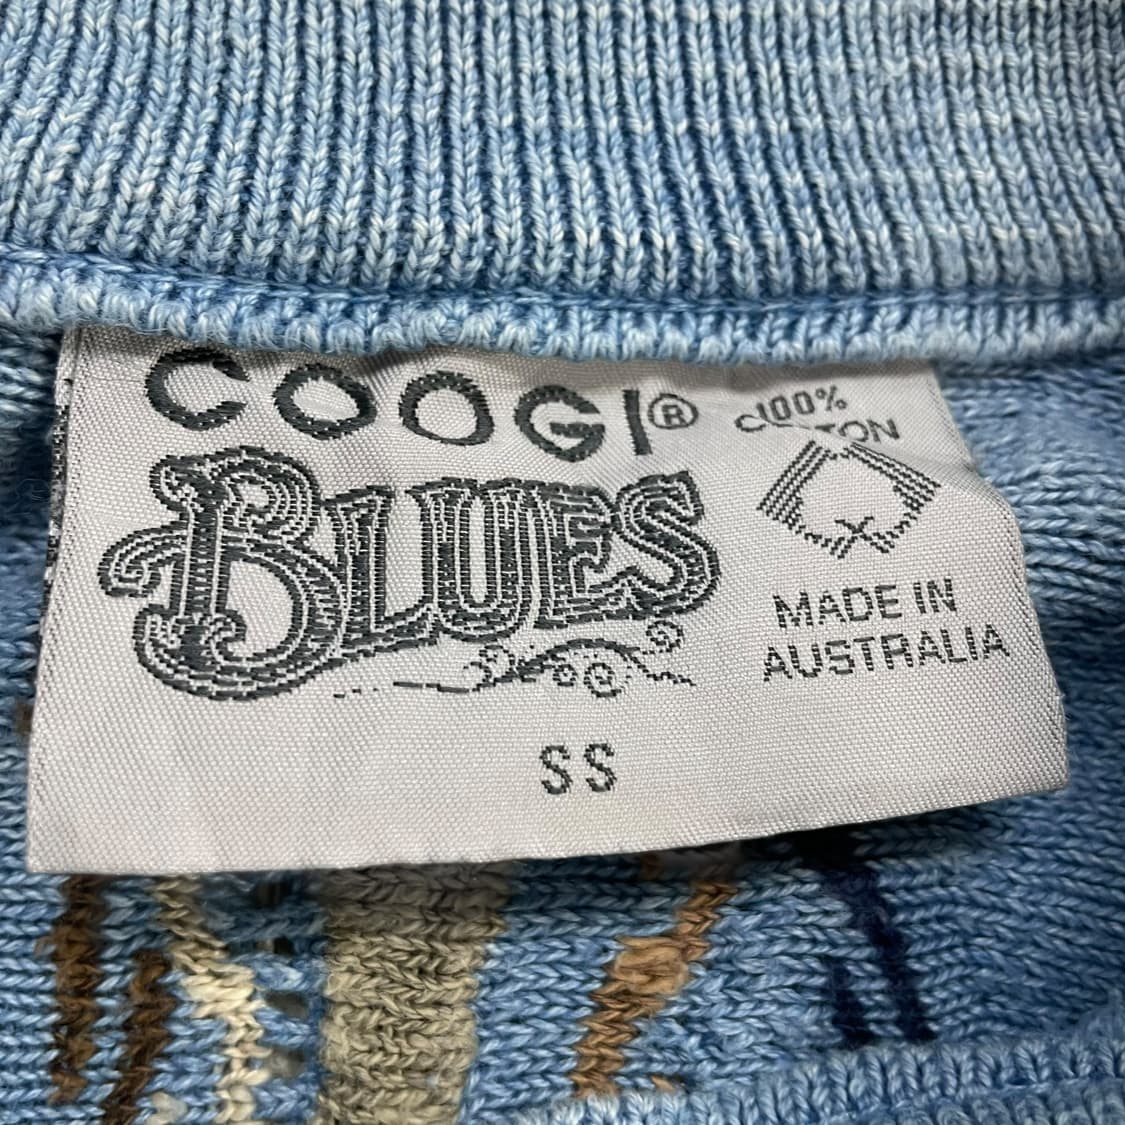 COOGI®
BLUES
100%
COTTON
MADE IN
AUSTRALIA
SS